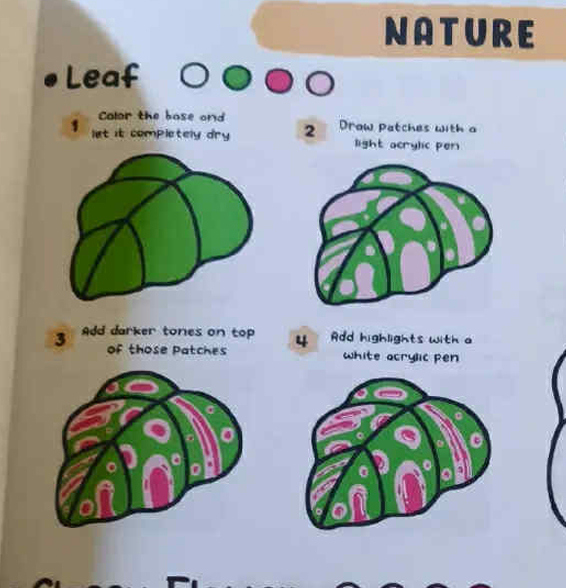 NATURE
Leaf
1
Color the base and
let it completely dry
2
Draw patches with a
light acrylic pen
3
Add darker tones on top
of those patches
4
Add highlights with a
white acrylic pen